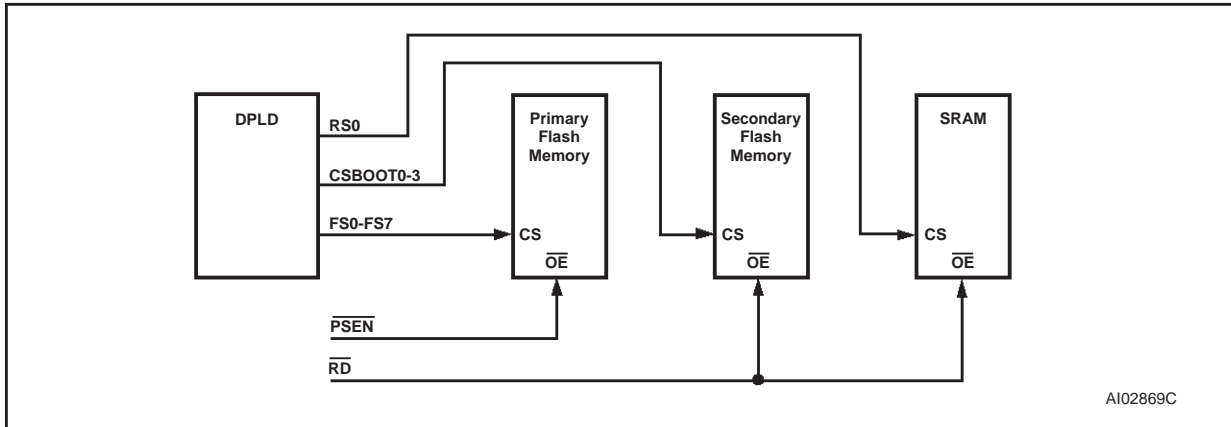 DPLD
RS0
CSBOOT0-3
FS0-FS7
Primary
Flash
Memory
CS
OE
Secondary
Flash
Memory
CS
OE
SRAM
CS
OE
PSEN
RD
AI02869C